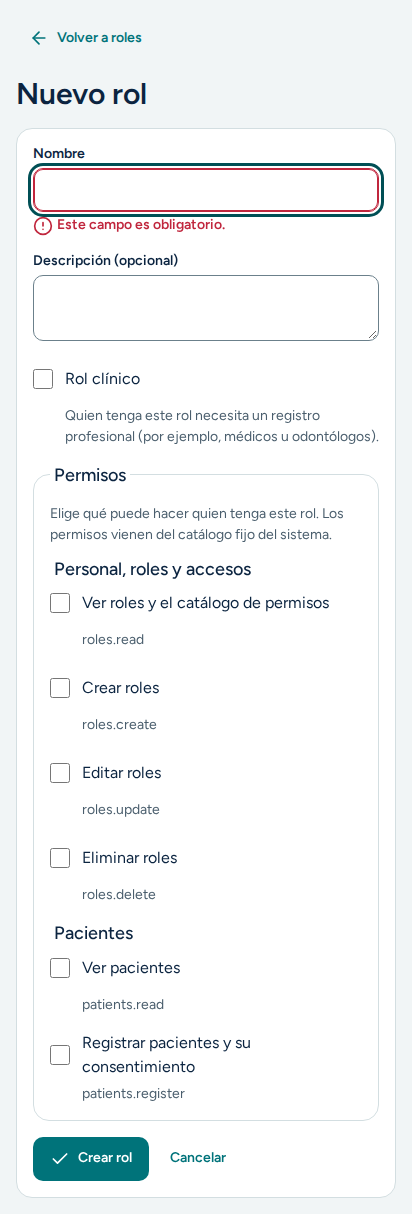 Volver a roles
Nuevo rol
Nombre
Este campo es obligatorio.
Descripción (opcional)
Rol clínico
Quien tenga este rol necesita un registro
profesional (por ejemplo, médicos u odontólogos).
Permisos
Elige qué puede hacer quien tenga este rol. Los
permisos vienen del catálogo fijo del sistema.
Personal, roles y accesos
Ver roles y el catálogo de permisos
roles.read
Crear roles
roles.create
Editar roles
roles.update
Eliminar roles
roles.delete
Pacientes
Ver pacientes
patients.read
Registrar pacientes y su
consentimiento
patients.register
Crear rol
Cancelar